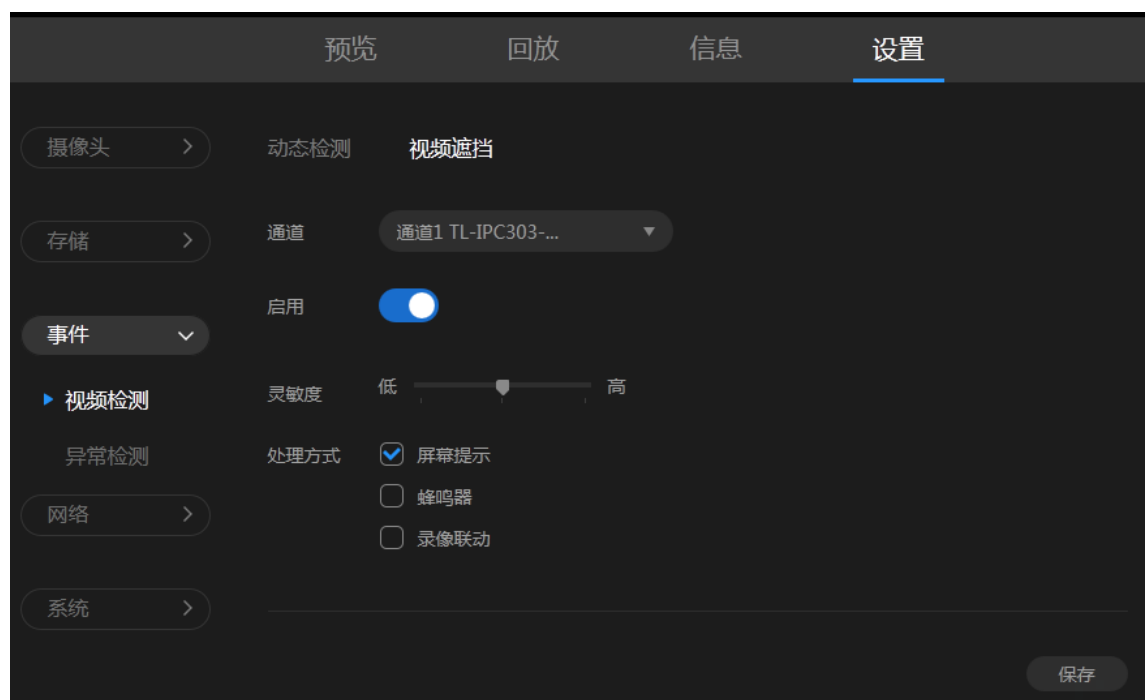 预览 回放 信息 设置
摄像头 动态检测 视频遮挡
存储 通道 通道1 TL-IPC303-...
启用
事件
灵敏度 低 高
视频检测
异常检测 处理方式 屏幕提示
蜂鸣器
网络
录像联动
系统
保存